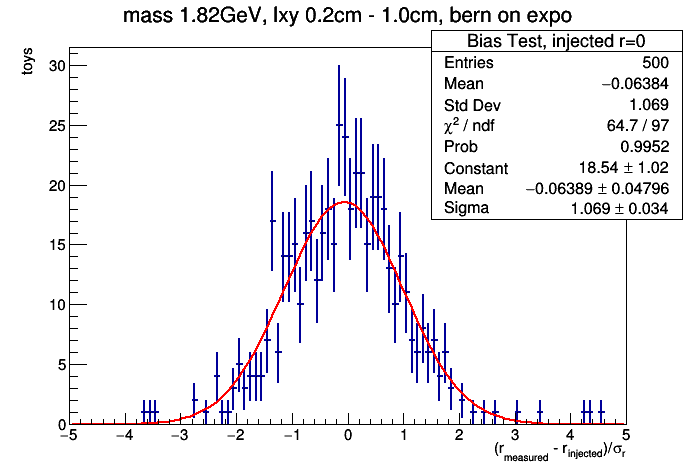 mass 1.82GeV, lxy 0.2cm - 1.0cm, bern on expo
Bias Test, injected r=0
Entries 500
Mean −0.06384
Std Dev 1.069
χ² / ndf 64.7 / 97
Prob 0.9952
Constant 18.54 ± 1.02
Mean −0.06389 ± 0.04796
Sigma 1.069 ± 0.034
toys
30
25
20
15
10
5
0
−5 −4 −3 −2 −1 0 1 2 3 4 5
(r_measured - r_injected)/σ_r